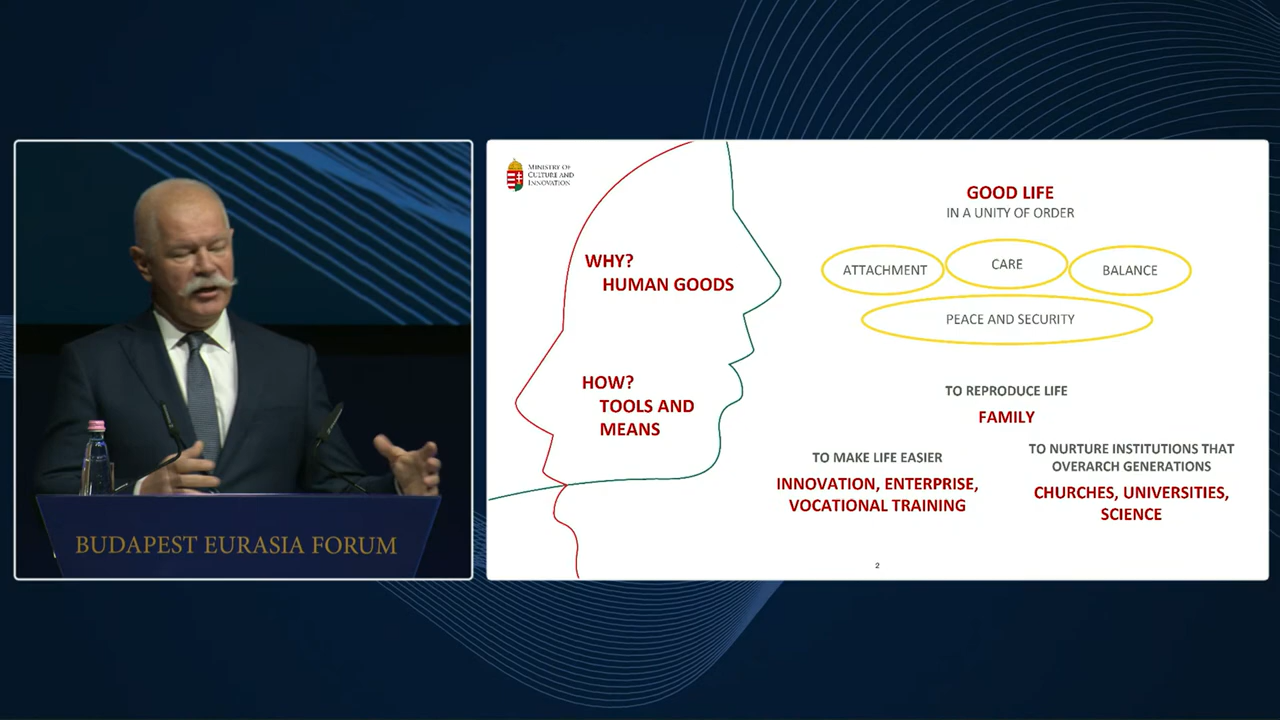 BUDAPEST EURASIA FORUM
MINISTRY OF
CULTURE AND
INNOVATION
WHY?
HUMAN GOODS
HOW?
TOOLS AND
MEANS
GOOD LIFE
IN A UNITY OF ORDER
ATTACHMENT
CARE
BALANCE
PEACE AND SECURITY
TO REPRODUCE LIFE
FAMILY
TO MAKE LIFE EASIER
INNOVATION, ENTERPRISE,
VOCATIONAL TRAINING
TO NURTURE INSTITUTIONS THAT
OVERARCH GENERATIONS
CHURCHES, UNIVERSITIES,
SCIENCE
2